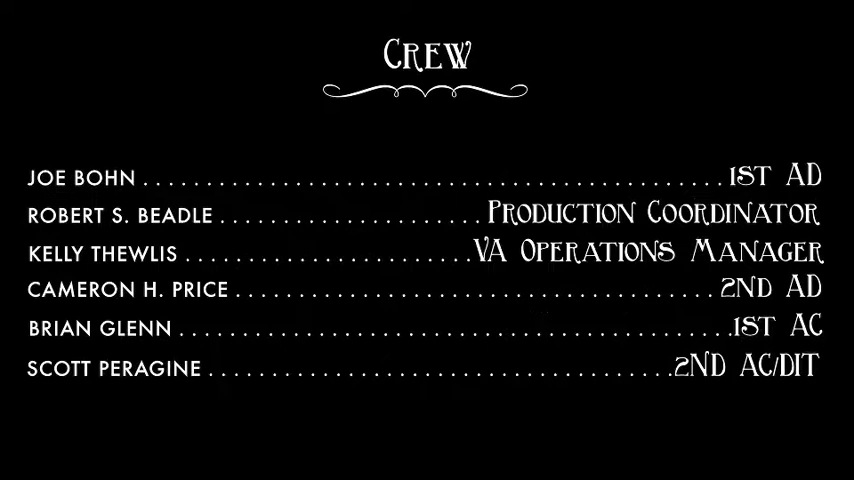 CREW
JOE BOHN ............................................... 1ST AD
ROBERT S. BEADLE ..................... PRODUCTION COORDINATOR
KELLY THEWLIS ....................... VA OPERATIONS MANAGER
CAMERON H. PRICE ...................................... 2ND AD
BRIAN GLENN ............................................ 1ST AC
SCOTT PERAGINE ..................................... 2ND AC/DIT